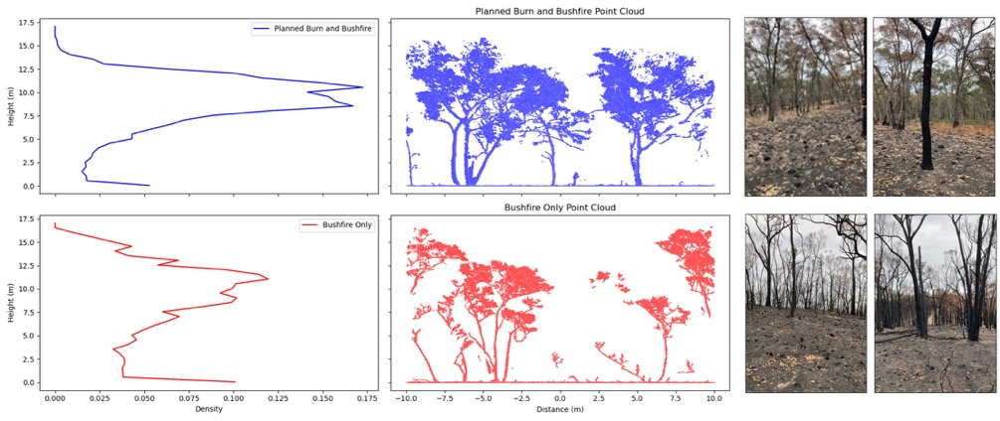 Planned Burn and Bushfire Point Cloud
17.5
15.0
12.5
10.0
7.5
5.0
2.5
0.0
Height (m)
Planned Burn and Bushfire
Bushfire Only Point Cloud
17.5
15.0
12.5
10.0
7.5
5.0
2.5
0.0
Height (m)
Bushfire Only
0.000 0.025 0.050 0.075 0.100 0.125 0.150 0.175
Density
−10.0 −7.5 −5.0 −2.5 0.0 2.5 5.0 7.5 10.0
Distance (m)